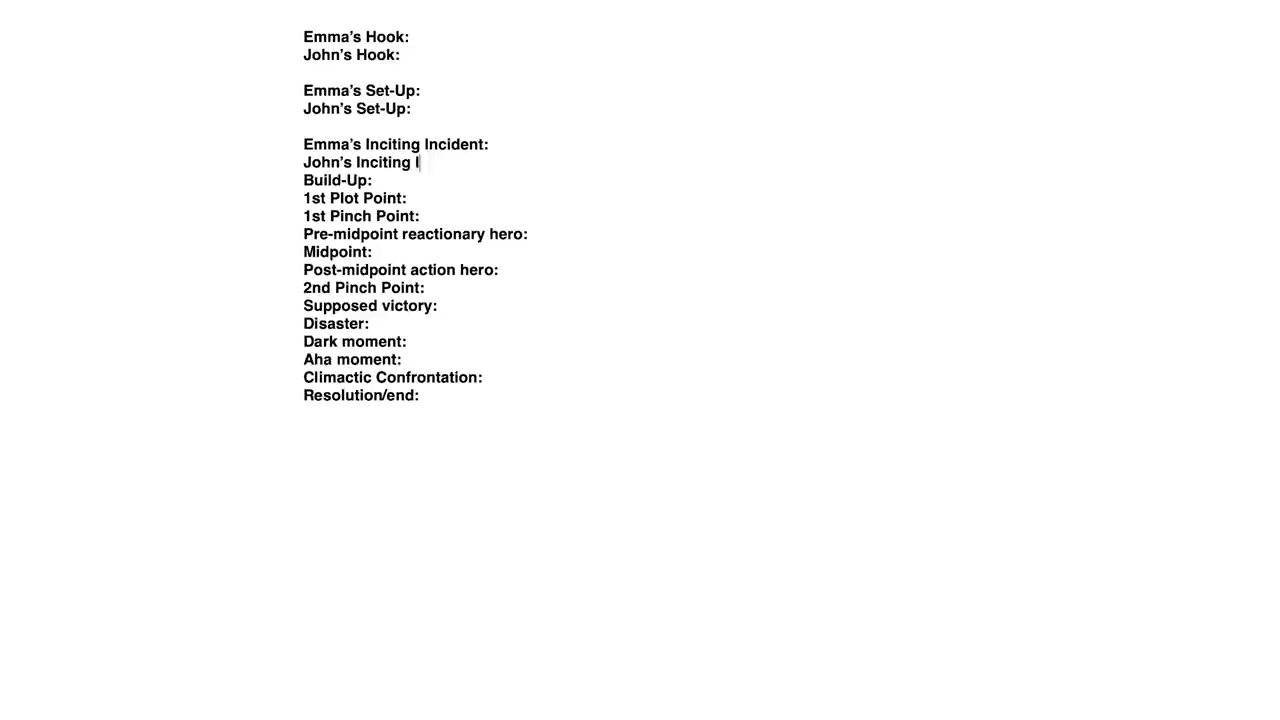 Emma’s Hook:
John’s Hook:
Emma’s Set-Up:
John’s Set-Up:
Emma’s Inciting Incident:
John’s Inciting I
Build-Up:
1st Plot Point:
1st Pinch Point:
Pre-midpoint reactionary hero:
Midpoint:
Post-midpoint action hero:
2nd Pinch Point:
Supposed victory:
Disaster:
Dark moment:
Aha moment:
Climactic Confrontation:
Resolution/end: